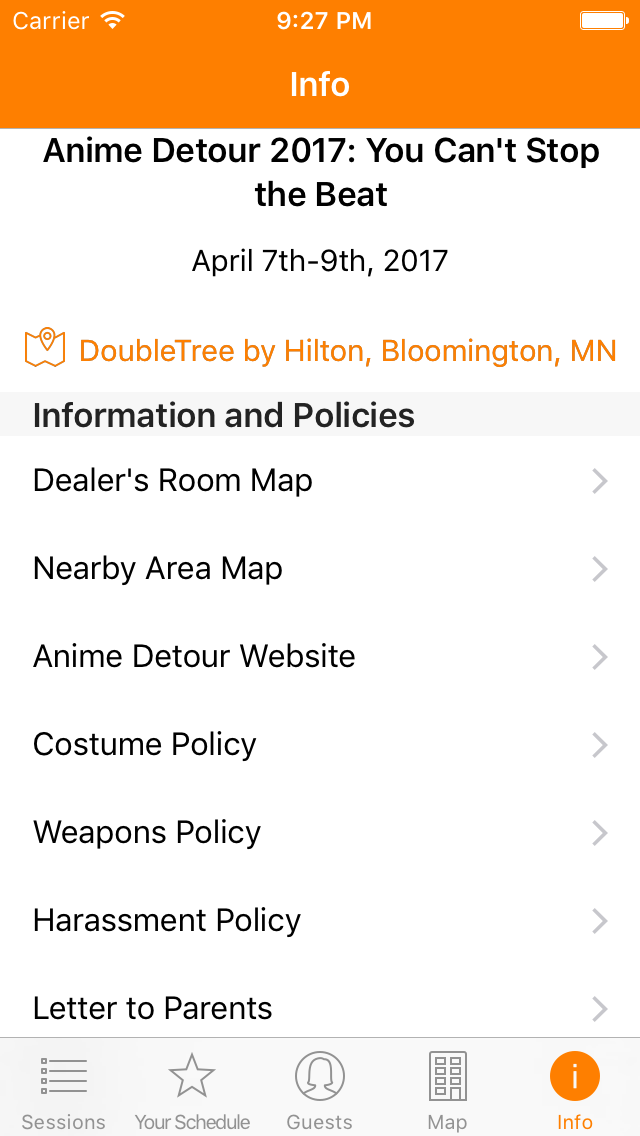 Carrier 9:27 PM
Info
Anime Detour 2017: You Can't Stop
the Beat
April 7th-9th, 2017
DoubleTree by Hilton, Bloomington, MN
Information and Policies
Dealer's Room Map
Nearby Area Map
Anime Detour Website
Costume Policy
Weapons Policy
Harassment Policy
Letter to Parents
Sessions Your Schedule Guests Map Info